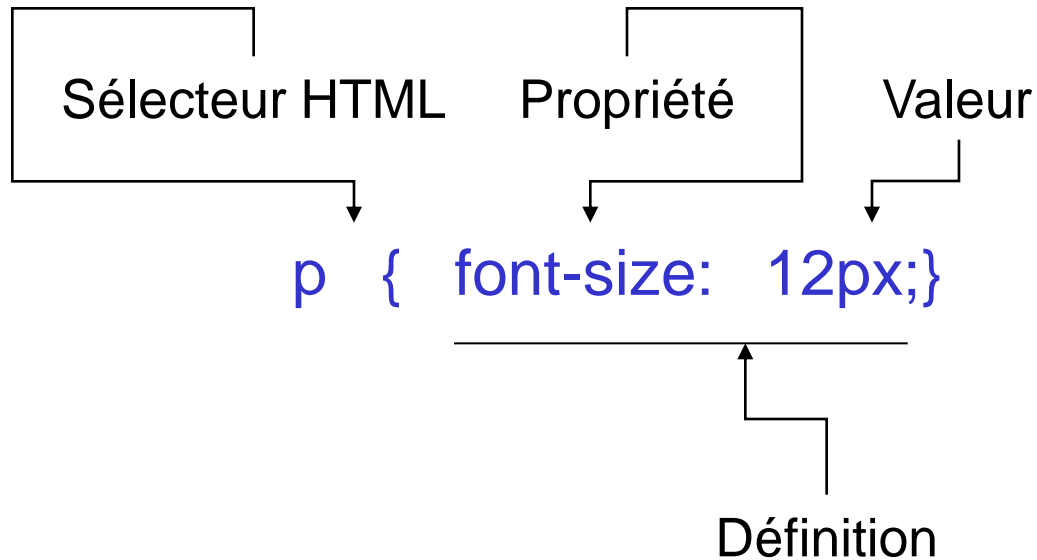 Sélecteur HTML Propriété Valeur
p { font-size: 12px;}
Définition